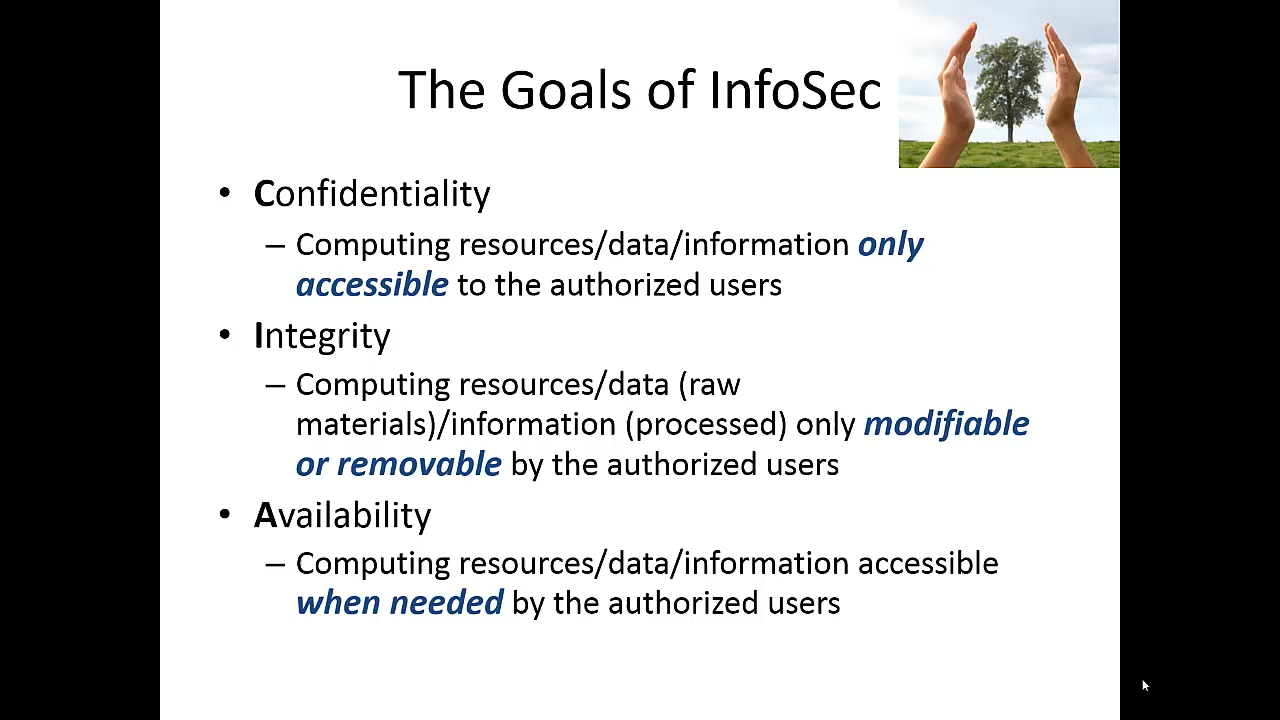 The Goals of InfoSec
• Confidentiality
– Computing resources/data/information only
accessible to the authorized users
• Integrity
– Computing resources/data (raw
materials)/information (processed) only modifiable
or removable by the authorized users
• Availability
– Computing resources/data/information accessible
when needed by the authorized users